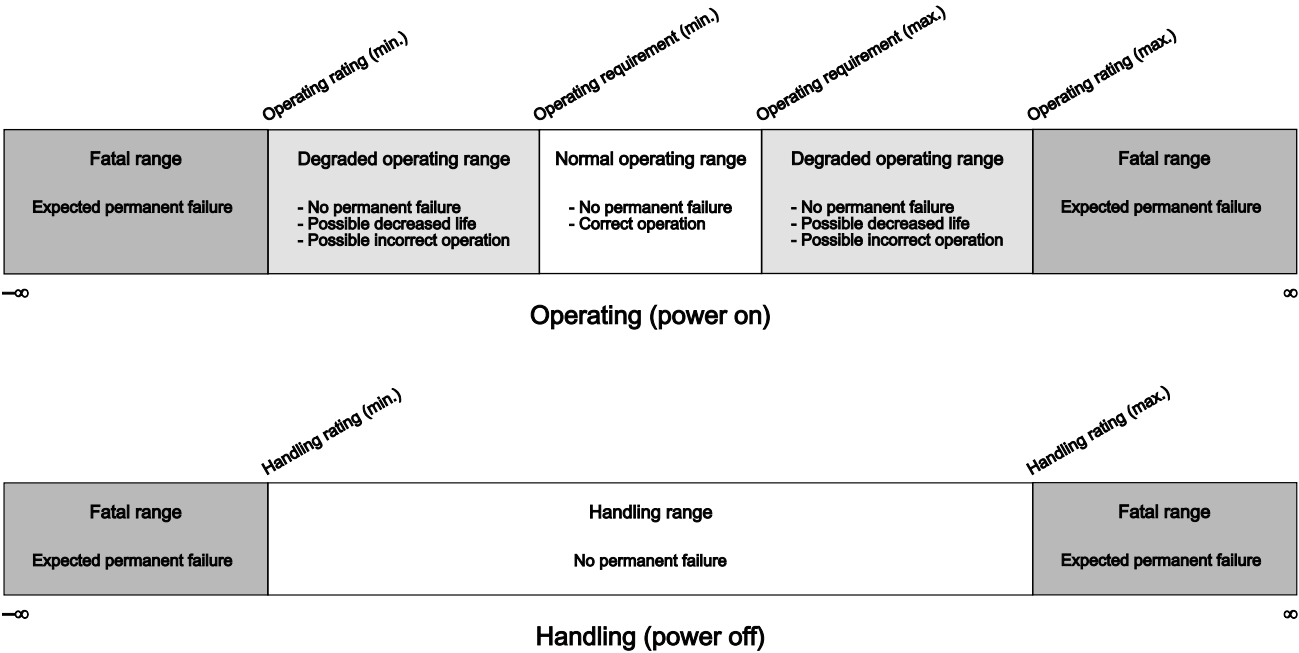 Operating rating (min.)
Operating requirement (min.)
Operating requirement (max.)
Operating rating (max.)
Fatal range
Expected permanent failure
Degraded operating range
- No permanent failure
- Possible decreased life
- Possible incorrect operation
Normal operating range
- No permanent failure
- Correct operation
Degraded operating range
- No permanent failure
- Possible decreased life
- Possible incorrect operation
Fatal range
Expected permanent failure
–∞
∞
Operating (power on)
Handling rating (min.)
Handling rating (max.)
Fatal range
Expected permanent failure
Handling range
No permanent failure
Fatal range
Expected permanent failure
–∞
∞
Handling (power off)